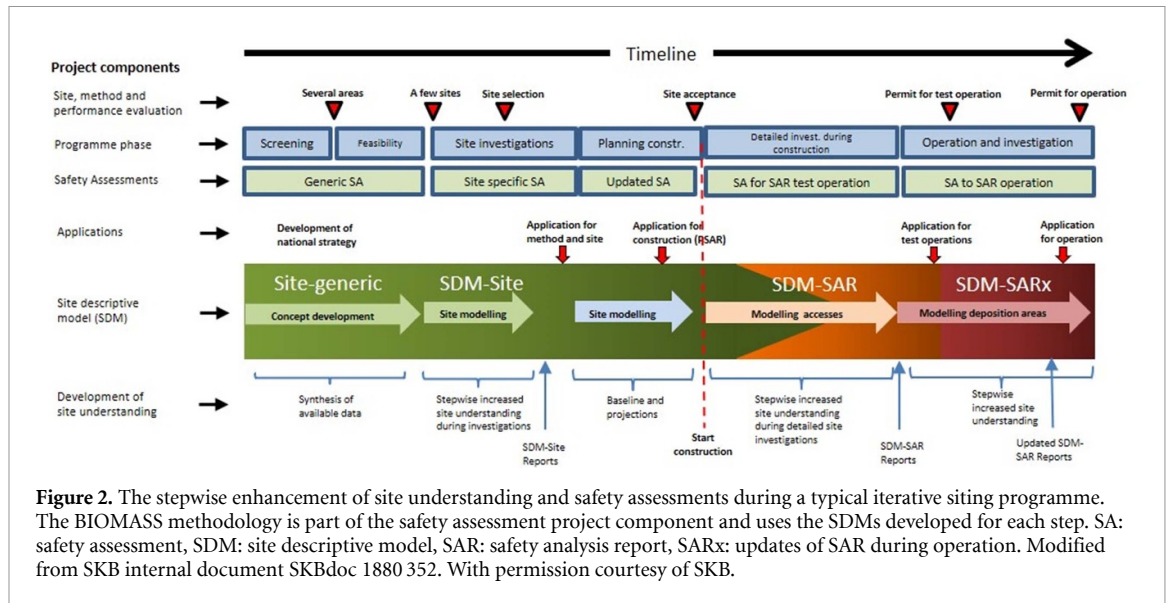 Timeline
Project components
Site, method and
performance evaluation
Several areas
A few sites
Site selection
Site acceptance
Permit for test operation
Permit for operation
Programme phase
Screening
Feasibility
Site investigations
Planning constr.
Detailed invest. during
construction
Operation and investigation
Safety Assessments
Generic SA
Site specific SA
Updated SA
SA for SAR test operation
SA to SAR operation
Applications
Development of
national strategy
Application for
method and site
Application for
construction (PSAR)
Application for
test operations
Application
for operation
Site descriptive
model (SDM)
Site-generic
SDM-Site
SDM-SAR
SDM-SARx
Concept development
Site modelling
Site modelling
Modelling accesses
Modelling deposition areas
Development of
site understanding
Synthesis of
available data
Stepwise increased
site understanding
during investigations
SDM-Site
Reports
Baseline and
projections
Start
construction
Stepwise increased
site understanding
during detailed site
investigations
SDM-SAR
Reports
Stepwise
increased site
understanding
Updated SDM-
SAR Reports
Figure 2. The stepwise enhancement of site understanding and safety assessments during a typical iterative siting programme.
The BIOMASS methodology is part of the safety assessment project component and uses the SDMs developed for each step. SA:
safety assessment, SDM: site descriptive model, SAR: safety analysis report, SARx: updates of SAR during operation. Modified
from SKB internal document SKBdoc 1880 352. With permission courtesy of SKB.